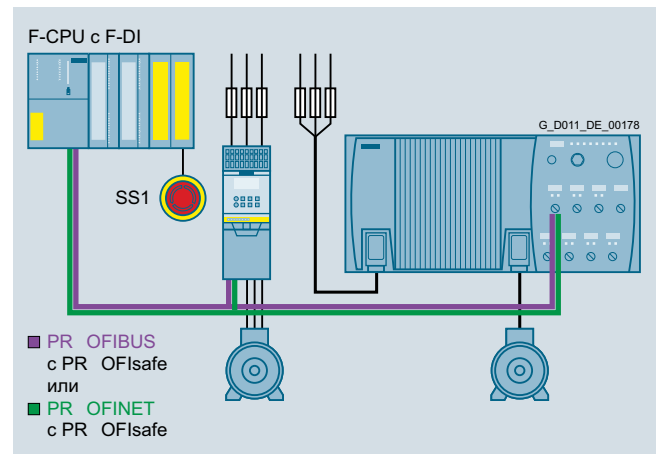 F-CPU с F-DI
G_D011_DE_00178
SS1
PR OFIBUS
с PR OFIsafe
или
PR OFINET
с PR OFIsafe